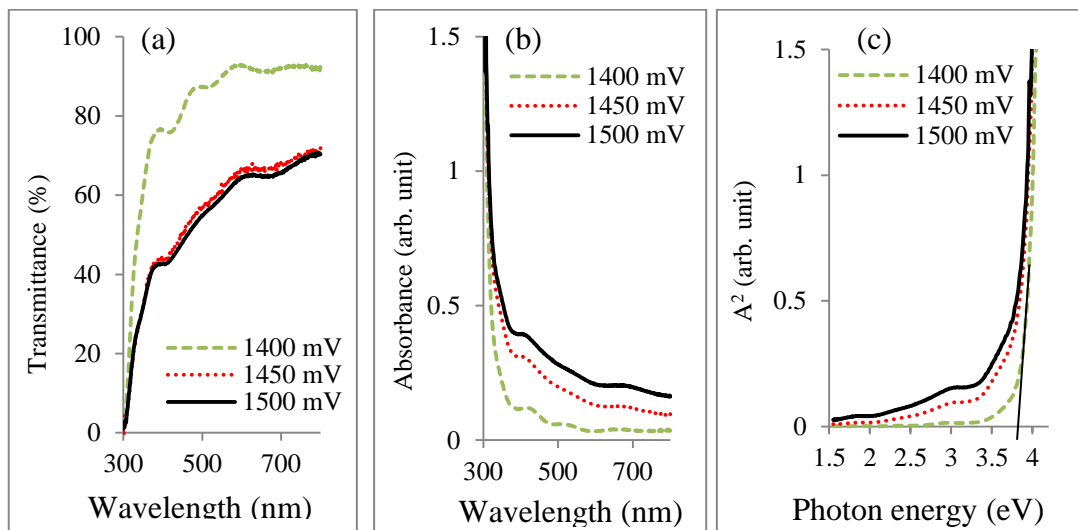 (a)
100
80
60
40
20
0
Transmittance (%)
1400 mV
1450 mV
1500 mV
300 500 700
Wavelength (nm)
(b)
1.5
1
0.5
0
Absorbance (arb. unit)
1400 mV
1450 mV
1500 mV
300 500 700
Wavelength (nm)
(c)
1.5
1
0.5
0
A² (arb. unit)
1400 mV
1450 mV
1500 mV
1.5 2 2.5 3 3.5 4
Photon energy (eV)